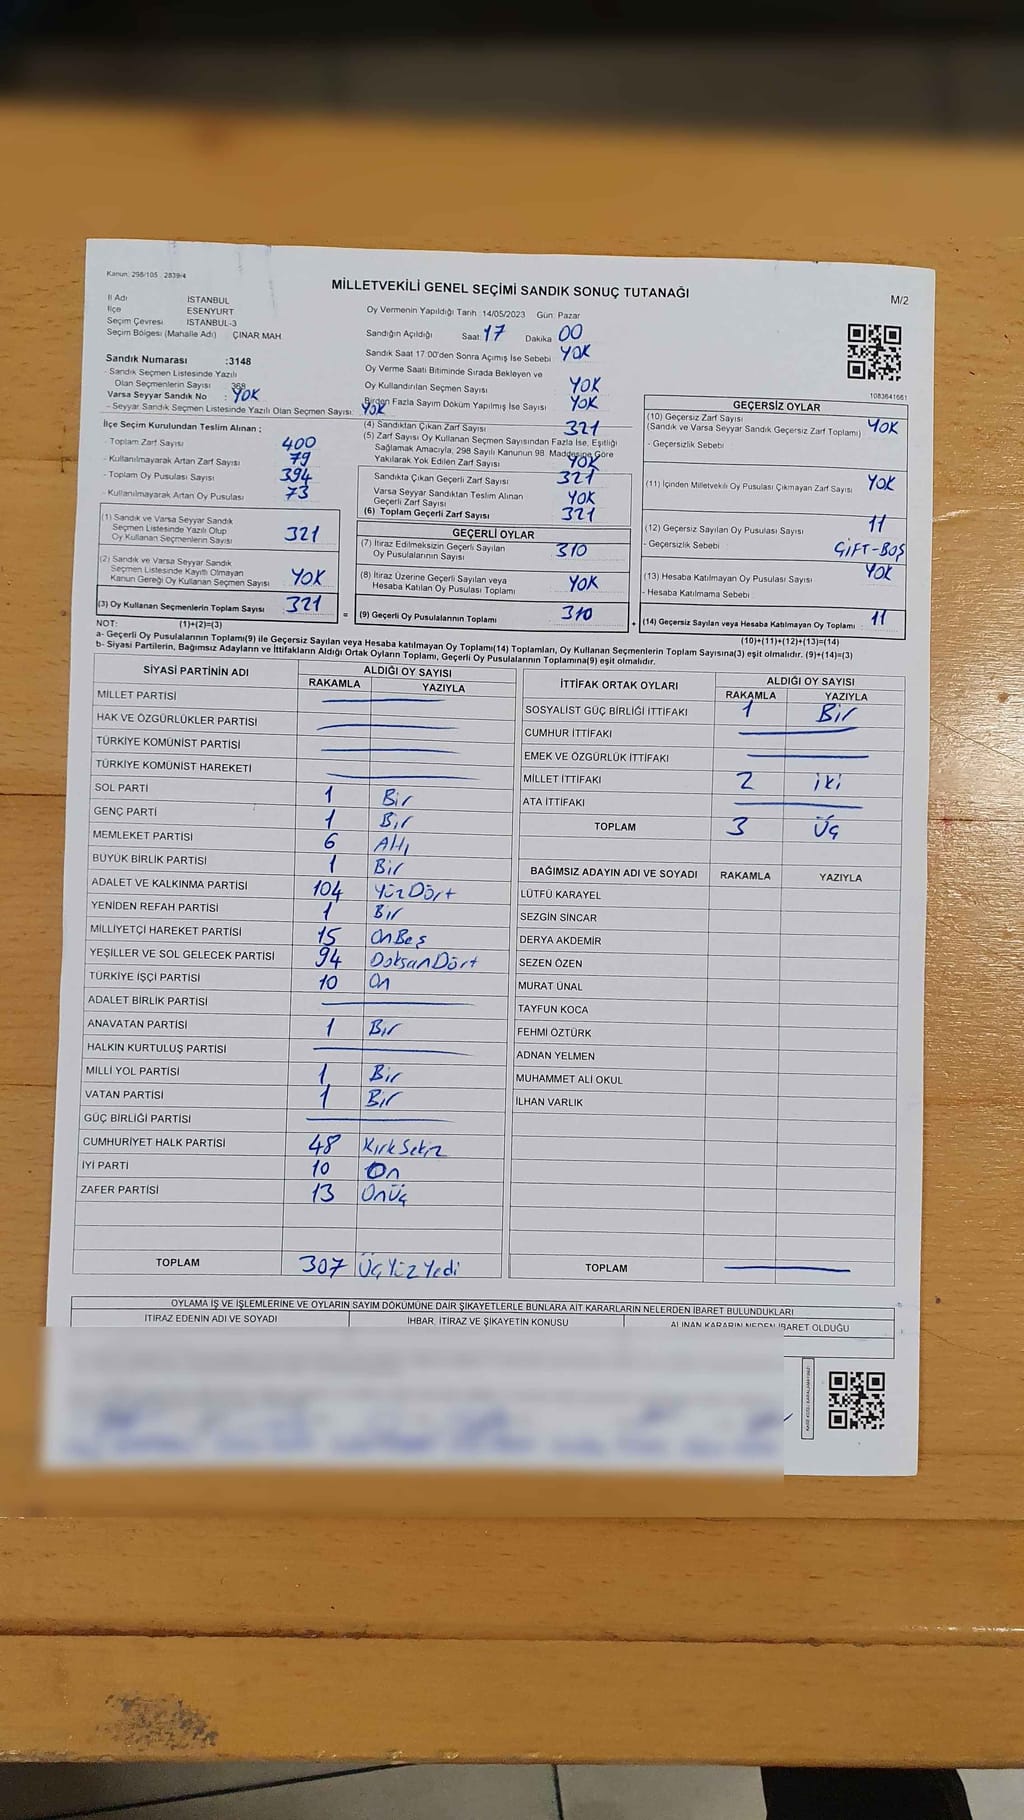 Kanun: 298/105 , 2839/4
MİLLETVEKİLİ GENEL SEÇİMİ SANDIK SONUÇ TUTANAĞI
M/2
İl Adı İSTANBUL
İlçe ESENYURT
Seçim Çevresi İSTANBUL-3
Seçim Bölgesi (Mahalle Adı) ÇINAR MAH.
Oy Vermenin Yapıldığı Tarih 14/05/2023 Gün: Pazar
Sandığın Açıldığı Saat 17 Dakika 00
Sandık Saat 17 00'den Sonra Açımış İse Sebebi YOK
Oy Verme Saati Bitiminde Sırada Bekleyen ve
Oy Kullandırılan Seçmen Sayısı YOK
Birden Fazla Sayım Döküm Yapılmış İse Sayısı YOK
1083641661
Sandık Numarası :3148
- Sandık Seçmen Listesinde Yazılı
Olan Seçmenlerin Sayısı : 368
Varsa Seyyar Sandık No : YOK
- Seyyar Sandık Seçmen Listesinde Yazılı Olan Seçmen Sayısı: YOK
İlçe Seçim Kurulundan Teslim Alınan ;
- Toplam Zarf Sayısı 400
- Kullanılmayarak Artan Zarf Sayısı 79
- Toplam Oy Pusulası Sayısı 394
- Kullanılmayarak Artan Oy Pusulası 73
(1) Sandık ve Varsa Seyyar Sandık
Seçmen Listesinde Yazılı Olup
Oy Kullanan Seçmenlerin Sayısı 321
(2) Sandık ve Varsa Seyyar Sandık
Seçmen Listesinde Kayıtlı Olmayan
Kanun Gereği Oy Kullanan Seçmen Sayısı YOK
(3) Oy Kullanan Seçmenlerin Toplam Sayısı 321
(4) Sandıktan Çıkan Zarf Sayısı 321
(5) Zarf Sayısı Oy Kullanan Seçmen Sayısından Fazla İse, Eşitliği
Sağlamak Amacıyla, 298 Sayılı Kanunun 98. Maddesine Göre
Yakılarak Yok Edilen Zarf Sayısı YOK
Sandıkta Çıkan Geçerli Zarf Sayısı 321
Varsa Seyyar Sandıktan Teslim Alınan
Geçerli Zarf Sayısı YOK
(6) Toplam Geçerli Zarf Sayısı 321
GEÇERLİ OYLAR
(7) İtiraz Edilmeksizin Geçerli Sayılan
Oy Pusulalarının Sayısı 310
(8) İtiraz Üzerine Geçerli Sayılan veya
Hesaba Katılan Oy Pusulası Toplamı YOK
= (9) Geçerli Oy Pusulalarının Toplamı 310
GEÇERSİZ OYLAR
(10) Geçersiz Zarf Sayısı
(Sandık ve Varsa Seyyar Sandık Geçersiz Zarf Toplamı) YOK
- Geçersizlik Sebebi
(11) İçinden Milletvekili Oy Pusulası Çıkmayan Zarf Sayısı YOK
(12) Geçersiz Sayılan Oy Pusulası Sayısı 11
- Geçersizlik Sebebi ÇİFT-BOŞ
(13) Hesaba Katılmayan Oy Pusulası Sayısı YOK
- Hesaba Katılmama Sebebi
+ (14) Geçersiz Sayılan veya Hesaba Katılmayan Oy Toplamı 11
NOT: (1)+(2)=(3)
(10)+(11)+(12)+(13)=(14)
a- Geçerli Oy Pusulalarının Toplamı(9) ile Geçersiz Sayılan veya Hesaba katılmayan Oy Toplamı(14) Toplamları, Oy Kullanan Seçmenlerin Toplam Sayısına(3) eşit olmalıdır. (9)+(14)=(3)
b- Siyasi Partilerin, Bağımsız Adayların ve İttifakların Aldığı Ortak Oyların Toplamı, Geçerli Oy Pusulalarının Toplamına(9) eşit olmalıdır.
SİYASİ PARTİNİN ADI ALDIĞI OY SAYISI
RAKAMLA YAZIYLA
MİLLET PARTİSİ
HAK VE ÖZGÜRLÜKLER PARTİSİ
TÜRKİYE KOMÜNİST PARTİSİ
TÜRKİYE KOMÜNİST HAREKETİ
SOL PARTİ 1 Bir
GENÇ PARTİ 1 Bir
MEMLEKET PARTİSİ 6 Altı
BÜYÜK BİRLİK PARTİSİ 1 Bir
ADALET VE KALKINMA PARTİSİ 104 Yüz Dört
YENİDEN REFAH PARTİSİ 1 Bir
MİLLİYETÇİ HAREKET PARTİSİ 15 On Beş
YEŞİLLER VE SOL GELECEK PARTİSİ 94 Doksan Dört
TÜRKİYE İŞÇİ PARTİSİ 10 On
ADALET BİRLİK PARTİSİ
ANAVATAN PARTİSİ 1 Bir
HALKIN KURTULUŞ PARTİSİ
MİLLİ YOL PARTİSİ 1 Bir
VATAN PARTİSİ 1 Bir
GÜÇ BİRLİĞİ PARTİSİ
CUMHURİYET HALK PARTİSİ 48 Kırk Sekiz
İYİ PARTİ 10 On
ZAFER PARTİSİ 13 Onüç
TOPLAM 307 Üç Yüz Yedi
İTTİFAK ORTAK OYLARI ALDIĞI OY SAYISI
RAKAMLA YAZIYLA
SOSYALİST GÜÇ BİRLİĞİ İTTİFAKI 1 Bir
CUMHUR İTTİFAKI
EMEK VE ÖZGÜRLÜK İTTİFAKI
MİLLET İTTİFAKI 2 iki
ATA İTTİFAKI
TOPLAM 3 Üç
BAĞIMSIZ ADAYIN ADI VE SOYADI RAKAMLA YAZIYLA
LÜTFÜ KARAYEL
SEZGİN SİNCAR
DERYA AKDEMİR
SEZEN ÖZEN
MURAT ÜNAL
TAYFUN KOCA
FEHMİ ÖZTÜRK
ADNAN YELMEN
MUHAMMET ALİ OKUL
İLHAN VARLIK
TOPLAM
OYLAMA İŞ VE İŞLEMLERİNE VE OYLARIN SAYIM DÖKÜMÜNE DAİR ŞİKAYETLERLE BUNLARA AİT KARARLARIN NELERDEN İBARET BULUNDUKLARI
İTİRAZ EDENİN ADI VE SOYADI İHBAR, İTİRAZ VE ŞİKAYETİN KONUSU ALINAN KARARIN NEDEN İBARET OLDUĞU